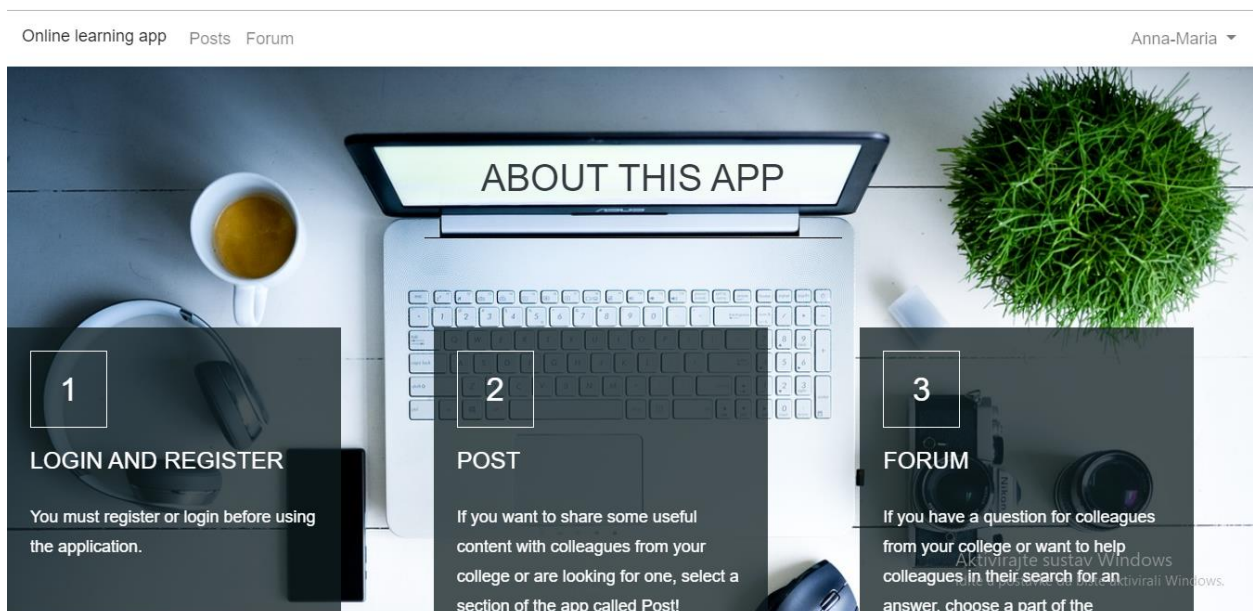 Online learning app Posts Forum Anna-Maria
ABOUT THIS APP
ASUS
1
LOGIN AND REGISTER
You must register or login before using
the application.
2
POST
If you want to share some useful
content with colleagues from your
college or are looking for one, select a
section of the app called Post!
3
FORUM
If you have a question for colleagues
from your college or want to help
colleagues in their search for an
answer, choose a part of the
Aktivirajte sustav Windows
aktivirali Windows.
Nikon